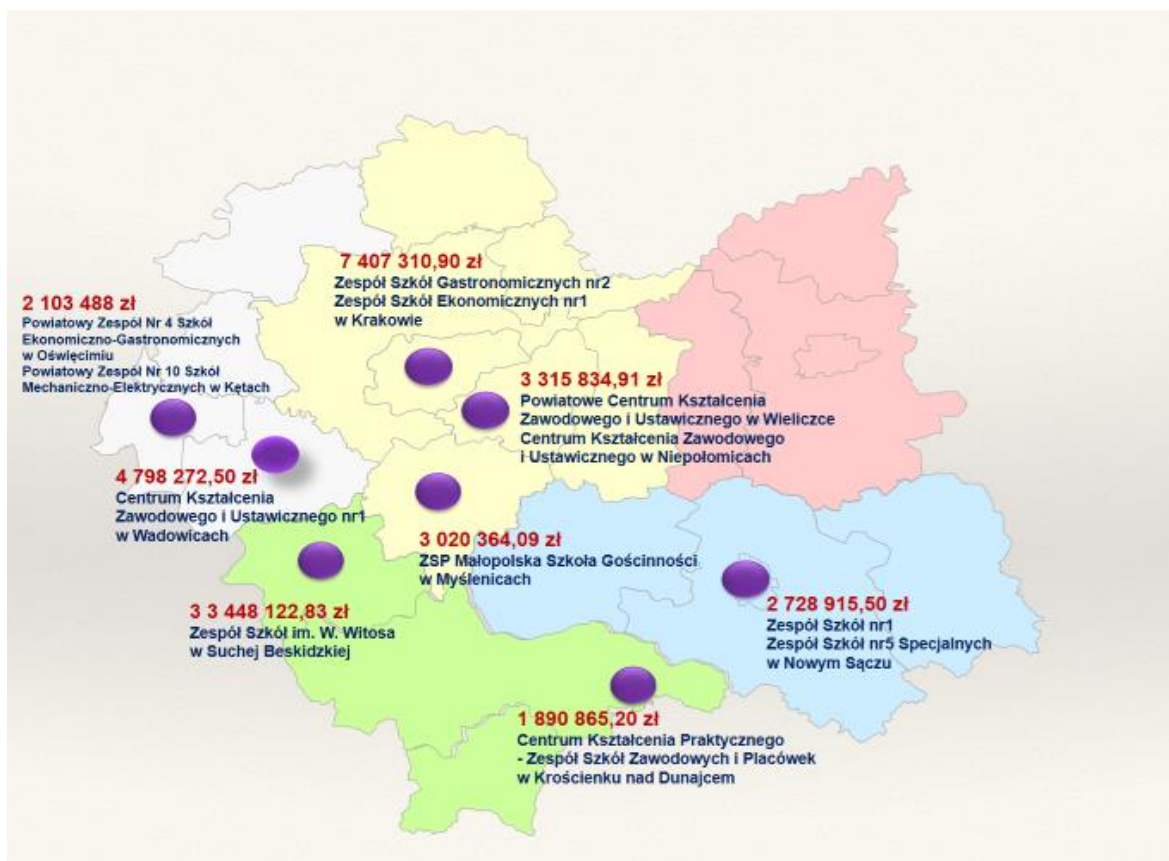 7 407 310,90 zł
Zespół Szkół Gastronomicznych nr2
Zespół Szkół Ekonomicznych nr1
w Krakowie
2 103 488 zł
Powiatowy Zespół Nr 4 Szkół
Ekonomiczno-Gastronomicznych
w Oświęcimiu
Powiatowy Zespół Nr 10 Szkół
Mechaniczno-Elektrycznych w Kętach
3 315 834,91 zł
Powiatowe Centrum Kształcenia
Zawodowego i Ustawicznego w Wieliczce
Centrum Kształcenia Zawodowego
i Ustawicznego w Niepołomicach
4 798 272,50 zł
Centrum Kształcenia
Zawodowego i Ustawicznego nr1
w Wadowicach
3 020 364,09 zł
ZSP Małopolska Szkoła Gościnności
w Myślenicach
3 3 448 122,83 zł
Zespół Szkół im. W. Witosa
w Suchej Beskidzkiej
2 728 915,50 zł
Zespół Szkół nr1
Zespół Szkół nr5 Specjalnych
w Nowym Sączu
1 890 865,20 zł
Centrum Kształcenia Praktycznego
- Zespół Szkół Zawodowych i Placówek
w Krościenku nad Dunajcem